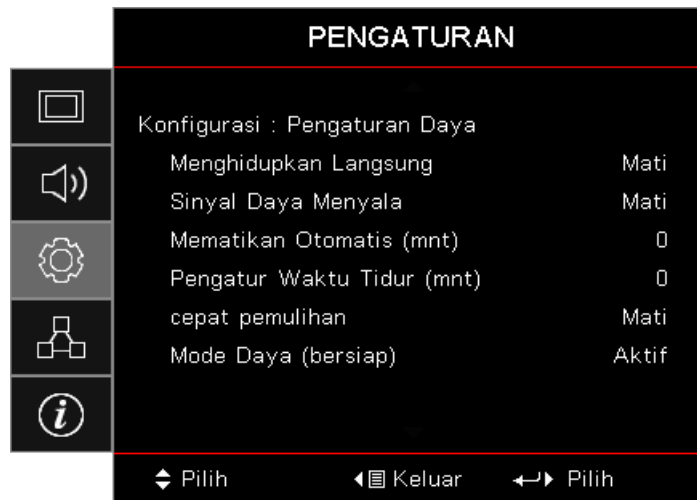 PENGATURAN
Konfigurasi : Pengaturan Daya
Menghidupkan Langsung Mati
Sinyal Daya Menyala Mati
Mematikan Otomatis (mnt) 0
Pengatur Waktu Tidur (mnt) 0
cepat pemulihan Mati
Mode Daya (bersiap) Aktif
Pilih Keluar Pilih